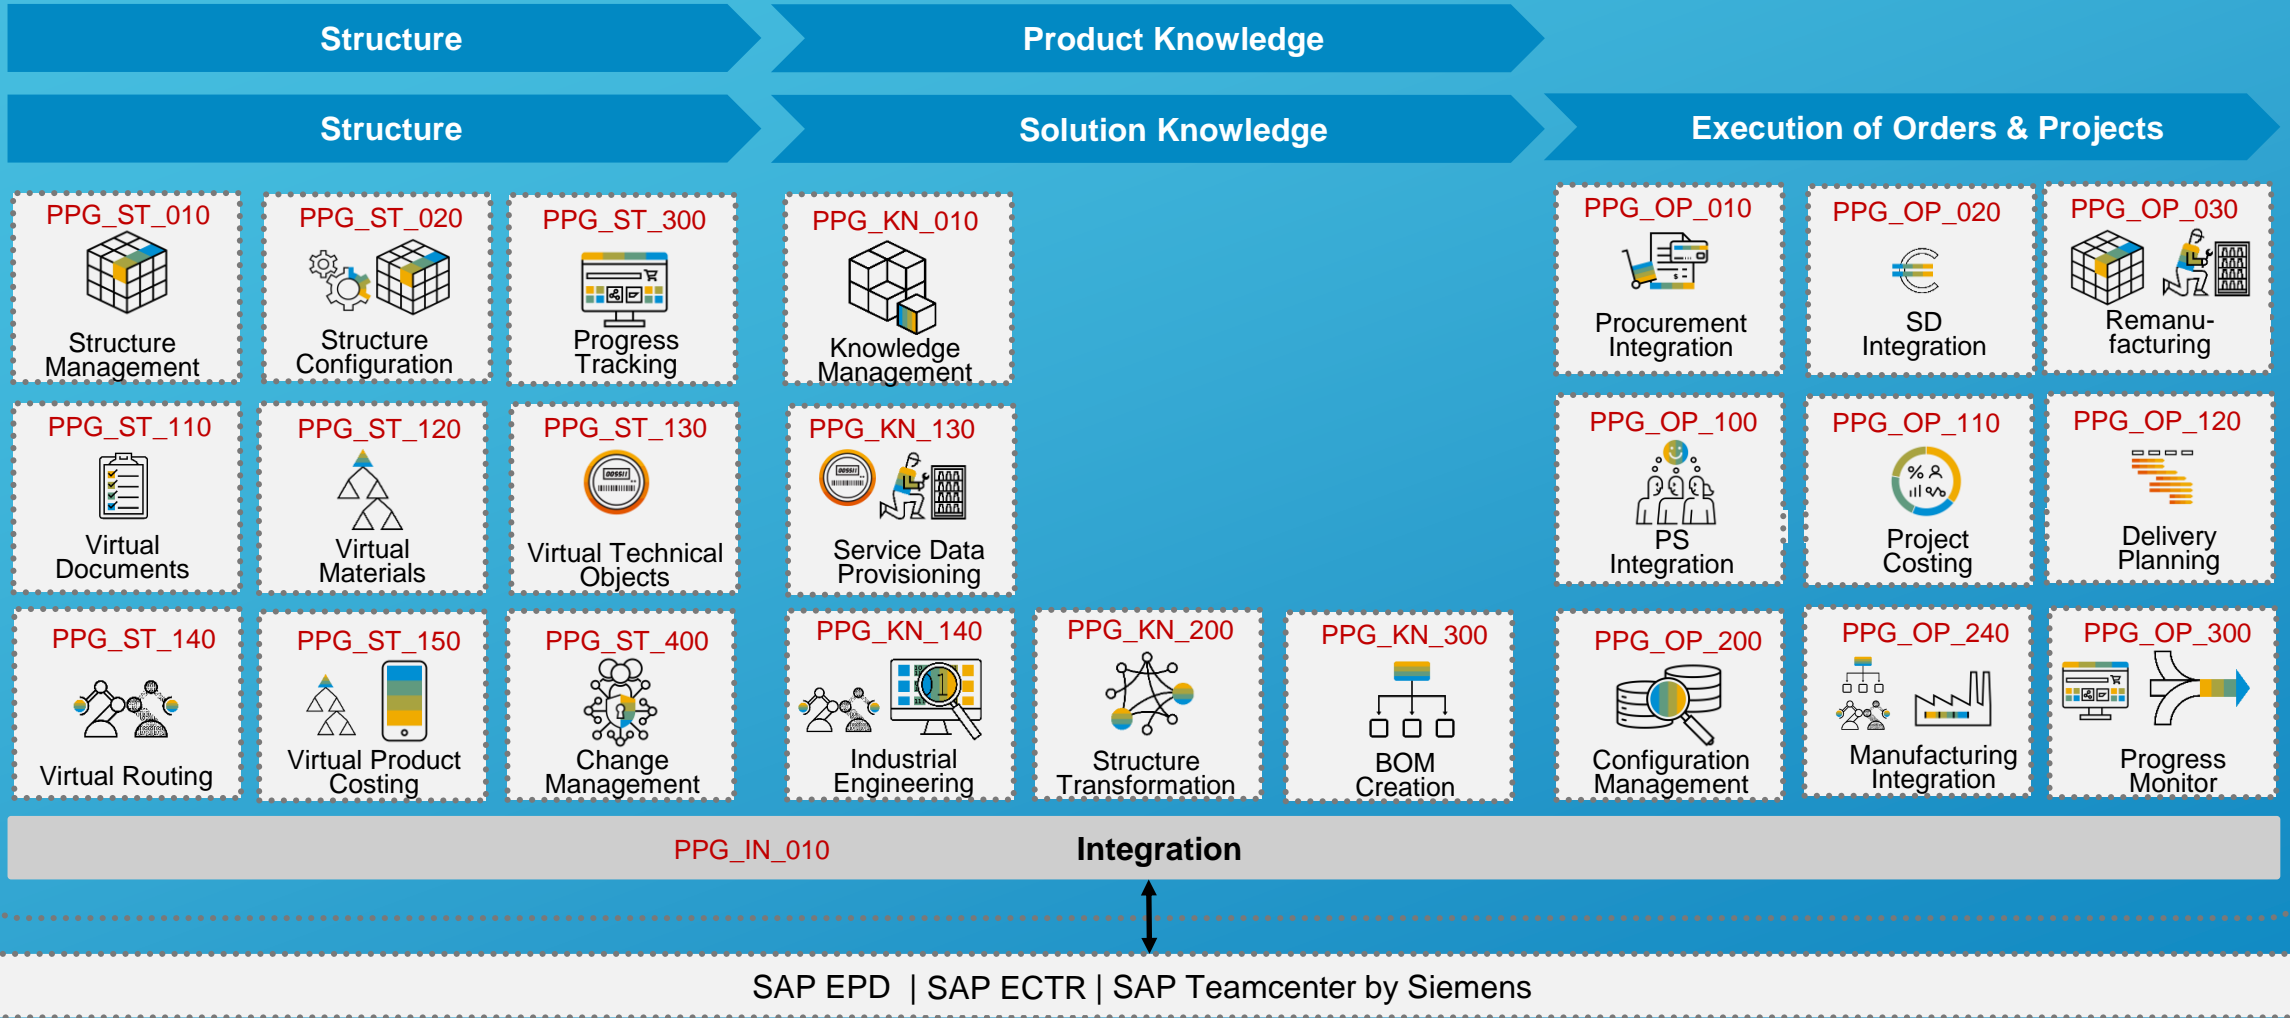 Structure
Product Knowledge
Structure
Solution Knowledge
Execution of Orders & Projects
PPG_ST_010
Structure
Management
PPG_ST_020
Structure
Configuration
PPG_ST_300
Progress
Tracking
PPG_KN_010
Knowledge
Management
PPG_OP_010
Procurement
Integration
PPG_OP_020
SD
Integration
PPG_OP_030
Remanu-
facturing
PPG_ST_110
Virtual
Documents
PPG_ST_120
Virtual
Materials
PPG_ST_130
Virtual Technical
Objects
PPG_KN_130
Service Data
Provisioning
PPG_OP_100
PS
Integration
PPG_OP_110
Project
Costing
PPG_OP_120
Delivery
Planning
PPG_ST_140
Virtual Routing
PPG_ST_150
Virtual Product
Costing
PPG_ST_400
Change
Management
PPG_KN_140
Industrial
Engineering
PPG_KN_200
Structure
Transformation
PPG_KN_300
BOM
Creation
PPG_OP_200
Configuration
Management
PPG_OP_240
Manufacturing
Integration
PPG_OP_300
Progress
Monitor
PPG_IN_010
Integration
SAP EPD | SAP ECTR | SAP Teamcenter by Siemens